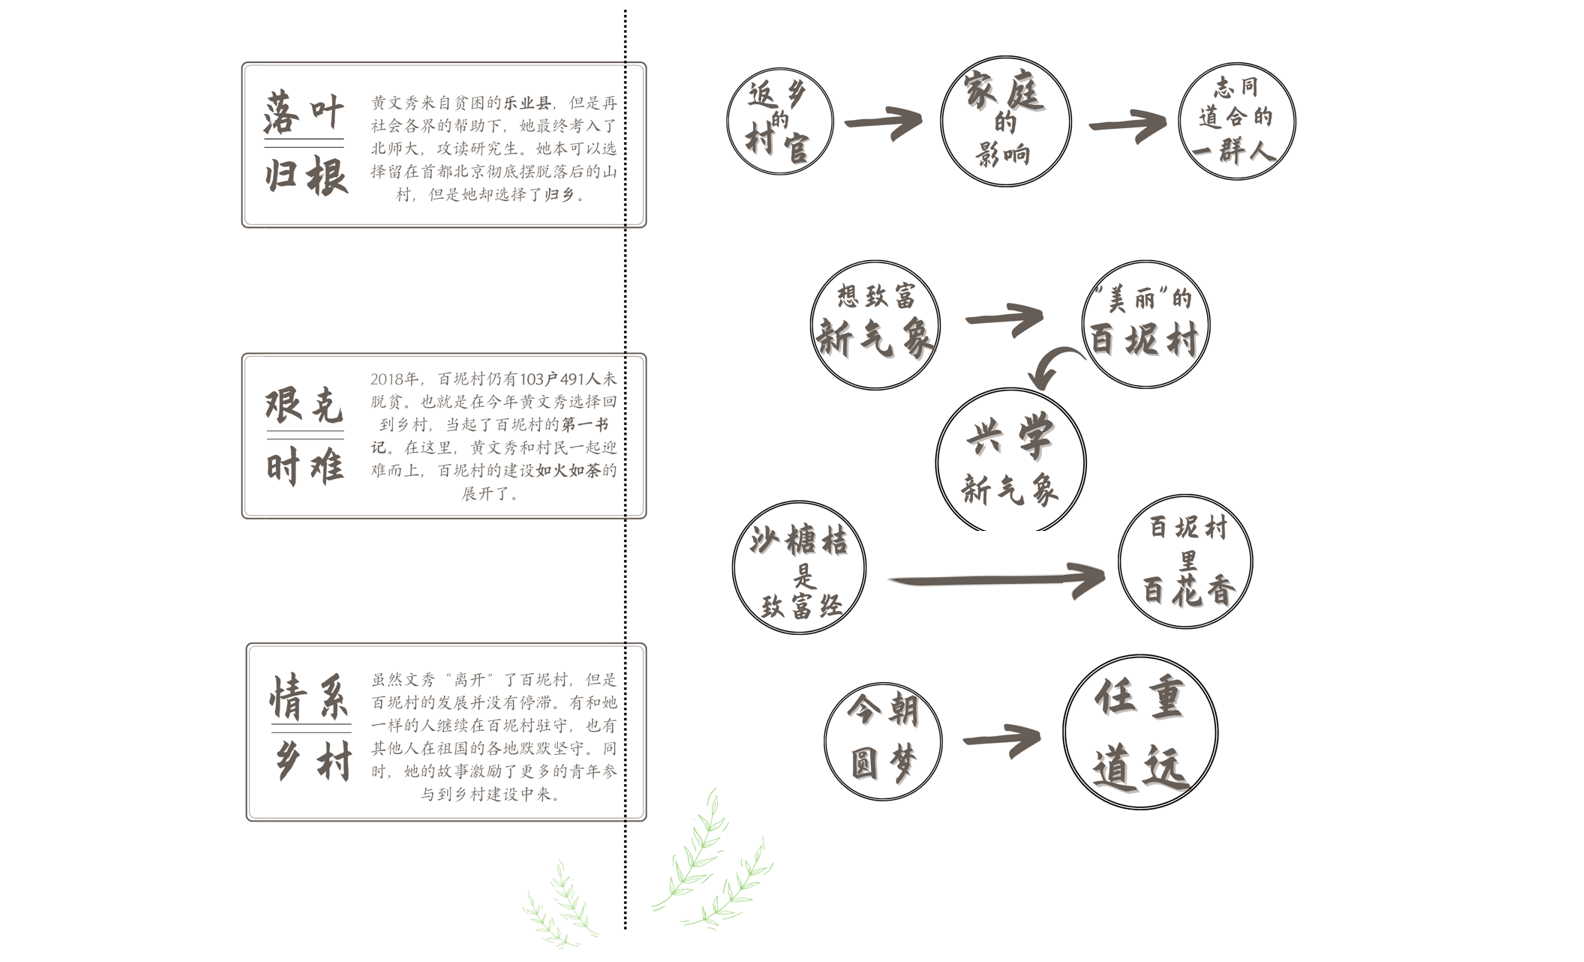 落叶
归根
黄文秀来自贫困的乐业县，但是再
社会各界的帮助下，她最终考入了
北师大，攻读研究生。她本可以选
择留在首都北京彻底摆脱落后的山
村，但是她却选择了归乡。
返乡
的
村官
家庭
的
影响
志同
道合的
一群人
艰克
时难
2018年，百坭村仍有103户491人未
脱贫。也就是在今年黄文秀选择回
到乡村，当起了百坭村的第一书
记。在这里，黄文秀和村民一起迎
难而上，百坭村的建设如火如荼的
展开了。
想致富
新气象
“美丽”的
百坭村
兴学
新气象
沙糖桔
是
致富经
百坭村
里
百花香
情系
乡村
虽然文秀“离开”了百坭村，但是
百坭村的发展并没有停滞。有和她
一样的人继续在百坭村驻守，也有
其他人在祖国的各地默默坚守。同
时，她的故事激励了更多的青年参
与到乡村建设中来。
今朝
圆梦
任重
道远